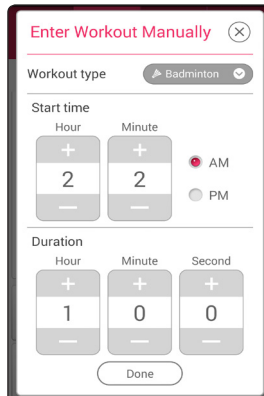 Enter Workout Manually
Workout type Badminton
Start time
Hour Minute
+ +
2 2
— —
AM
PM
Duration
Hour Minute Second
+ + +
1 0 0
— — —
Done